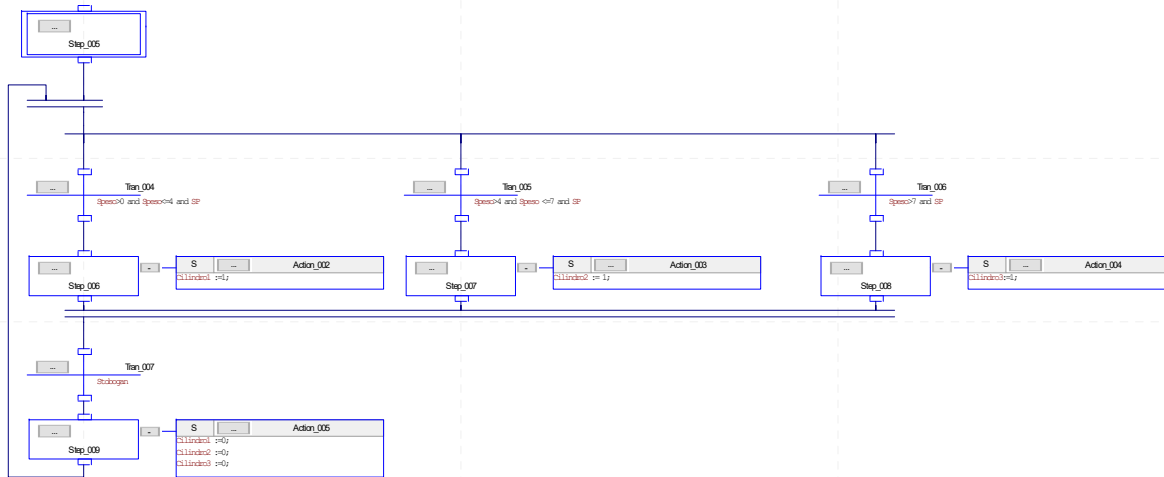 ...
Step_005
... Tran_004
Speso>0 and Speso<=4 and SP
... Tran_005
Speso>4 and Speso <=7 and SP
... Tran_006
Speso>7 and SP
...
Step_006
- S ... Action_002
Cilindro1 :=1;
...
Step_007
- S ... Action_003
Cilindro2 := 1;
...
Step_008
- S ... Action_004
Cilindro3:=1;
... Tran_007
...
Step_009
- S ... Action_005
Cilindro1 :=0;
Cilindro2 :=0;
Cilindro3 :=0;